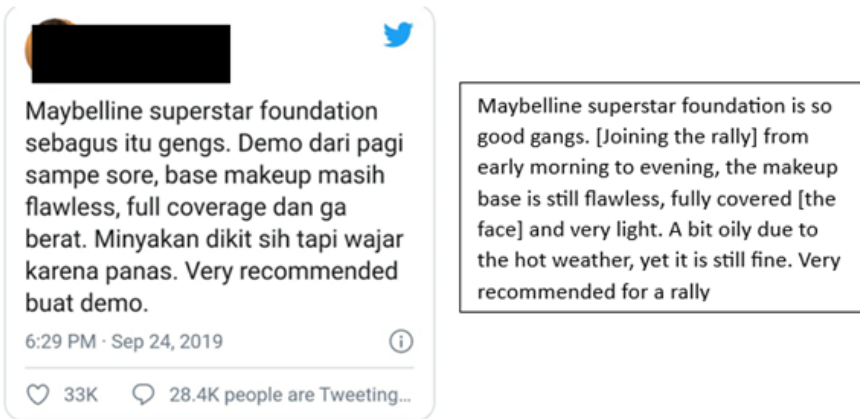 Maybelline superstar foundation
sebagus itu gengs. Demo dari pagi
sampe sore, base makeup masih
flawless, full coverage dan ga
berat. Minyakan dikit sih tapi wajar
karena panas. Very recommended
buat demo.
6:29 PM · Sep 24, 2019
33K 28.4K people are Tweeting...
Maybelline superstar foundation is so
good gangs. [Joining the rally] from
early morning to evening, the makeup
base is still flawless, fully covered [the
face] and very light. A bit oily due to
the hot weather, yet it is still fine. Very
recommended for a rally